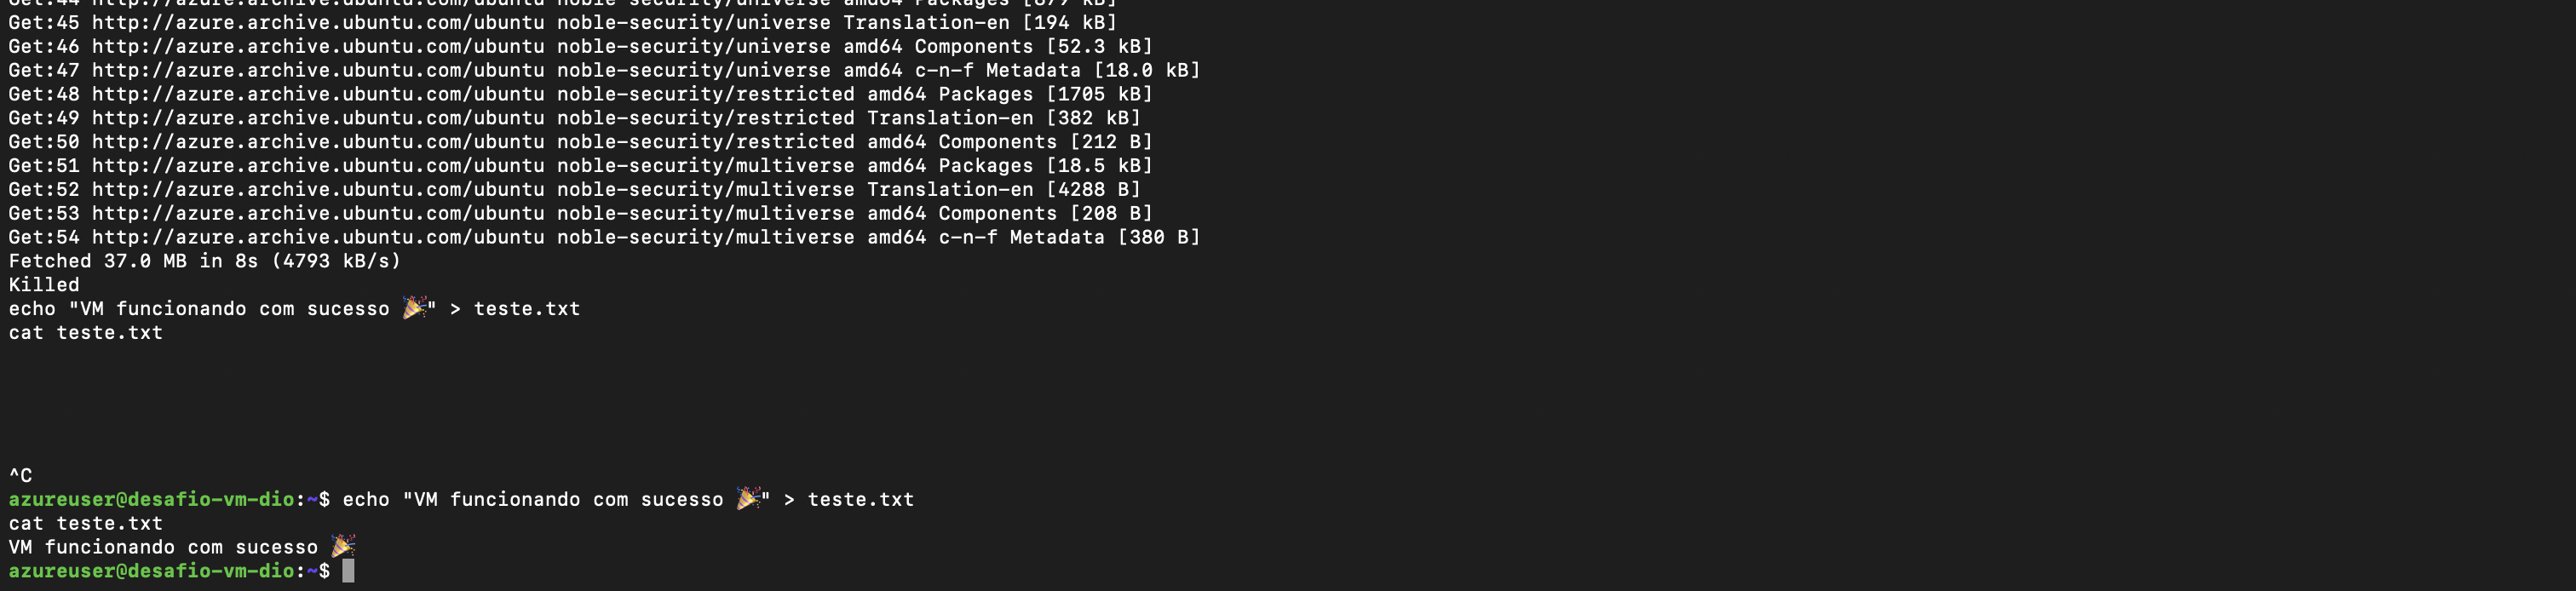 Get:44 http://azure.archive.ubuntu.com/ubuntu noble-security/universe amd64 Packages [879 kB]
Get:45 http://azure.archive.ubuntu.com/ubuntu noble-security/universe Translation-en [194 kB]
Get:46 http://azure.archive.ubuntu.com/ubuntu noble-security/universe amd64 Components [52.3 kB]
Get:47 http://azure.archive.ubuntu.com/ubuntu noble-security/universe amd64 c-n-f Metadata [18.0 kB]
Get:48 http://azure.archive.ubuntu.com/ubuntu noble-security/restricted amd64 Packages [1705 kB]
Get:49 http://azure.archive.ubuntu.com/ubuntu noble-security/restricted Translation-en [382 kB]
Get:50 http://azure.archive.ubuntu.com/ubuntu noble-security/restricted amd64 Components [212 B]
Get:51 http://azure.archive.ubuntu.com/ubuntu noble-security/multiverse amd64 Packages [18.5 kB]
Get:52 http://azure.archive.ubuntu.com/ubuntu noble-security/multiverse Translation-en [4288 B]
Get:53 http://azure.archive.ubuntu.com/ubuntu noble-security/multiverse amd64 Components [208 B]
Get:54 http://azure.archive.ubuntu.com/ubuntu noble-security/multiverse amd64 c-n-f Metadata [380 B]
Fetched 37.0 MB in 8s (4793 kB/s)
Killed
echo "VM funcionando com sucesso 🎉" > teste.txt
cat teste.txt
^C
azureuser@desafio-vm-dio:~$ echo "VM funcionando com sucesso 🎉" > teste.txt
cat teste.txt
VM funcionando com sucesso 🎉
azureuser@desafio-vm-dio:~$